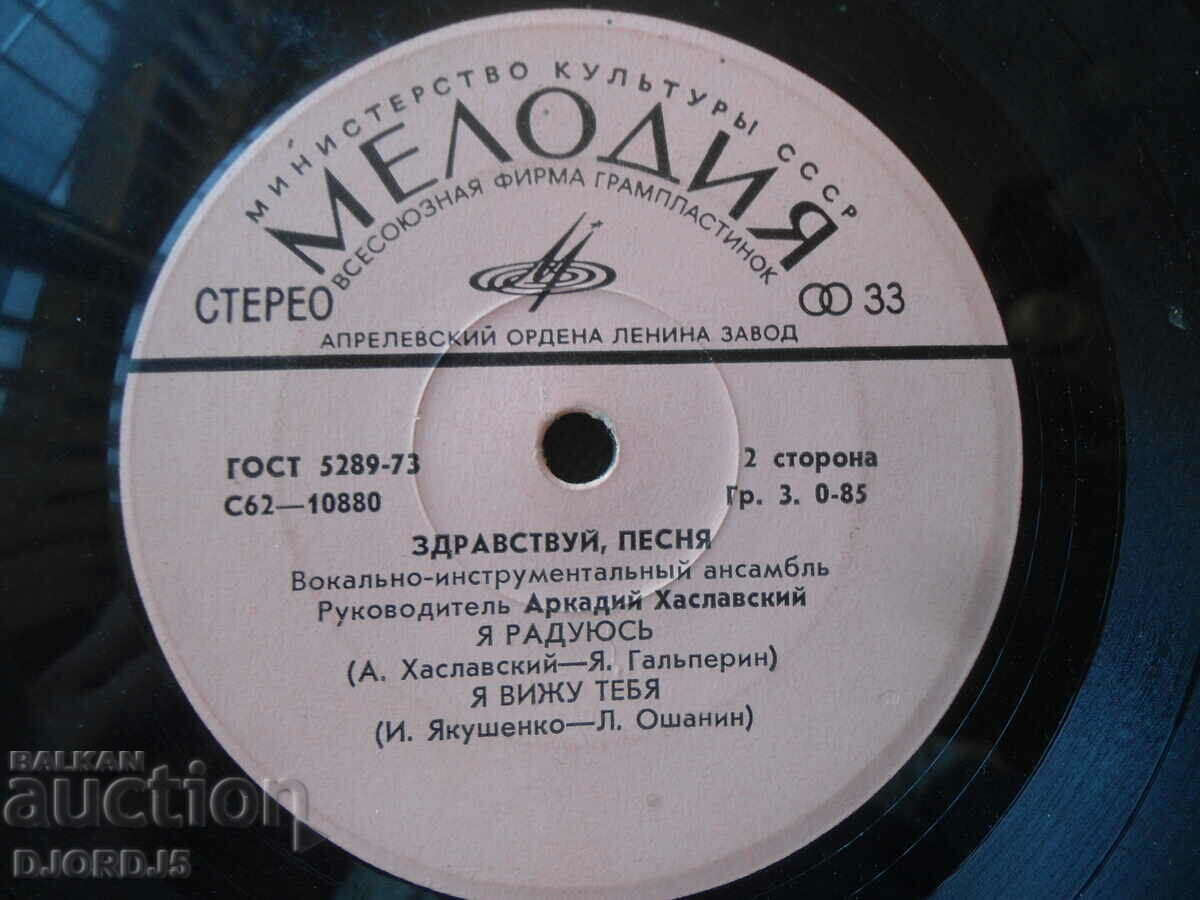 МИНИСТЕРСТВО КУЛЬТУРЫ СССР
МЕЛОДИЯ
ВСЕСОЮЗНАЯ ФИРМА ГРАМПЛАСТИНОК
СТЕРЕО 33
АПРЕЛЕВСКИЙ ОРДЕНА ЛЕНИНА ЗАВОД
ГОСТ 5289-73 2 сторона
С62—10880 Гр. 3. 0-85
ЗДРАВСТВУЙ, ПЕСНЯ
Вокально-инструментальный ансамбль
Руководитель Аркадий Хаславский
Я РАДУЮСЬ
(А. Хаславский—Я. Гальперин)
Я ВИЖУ ТЕБЯ
(И. Якушенко—Л. Ошанин)
BALKAN
auction
DJORDJ5